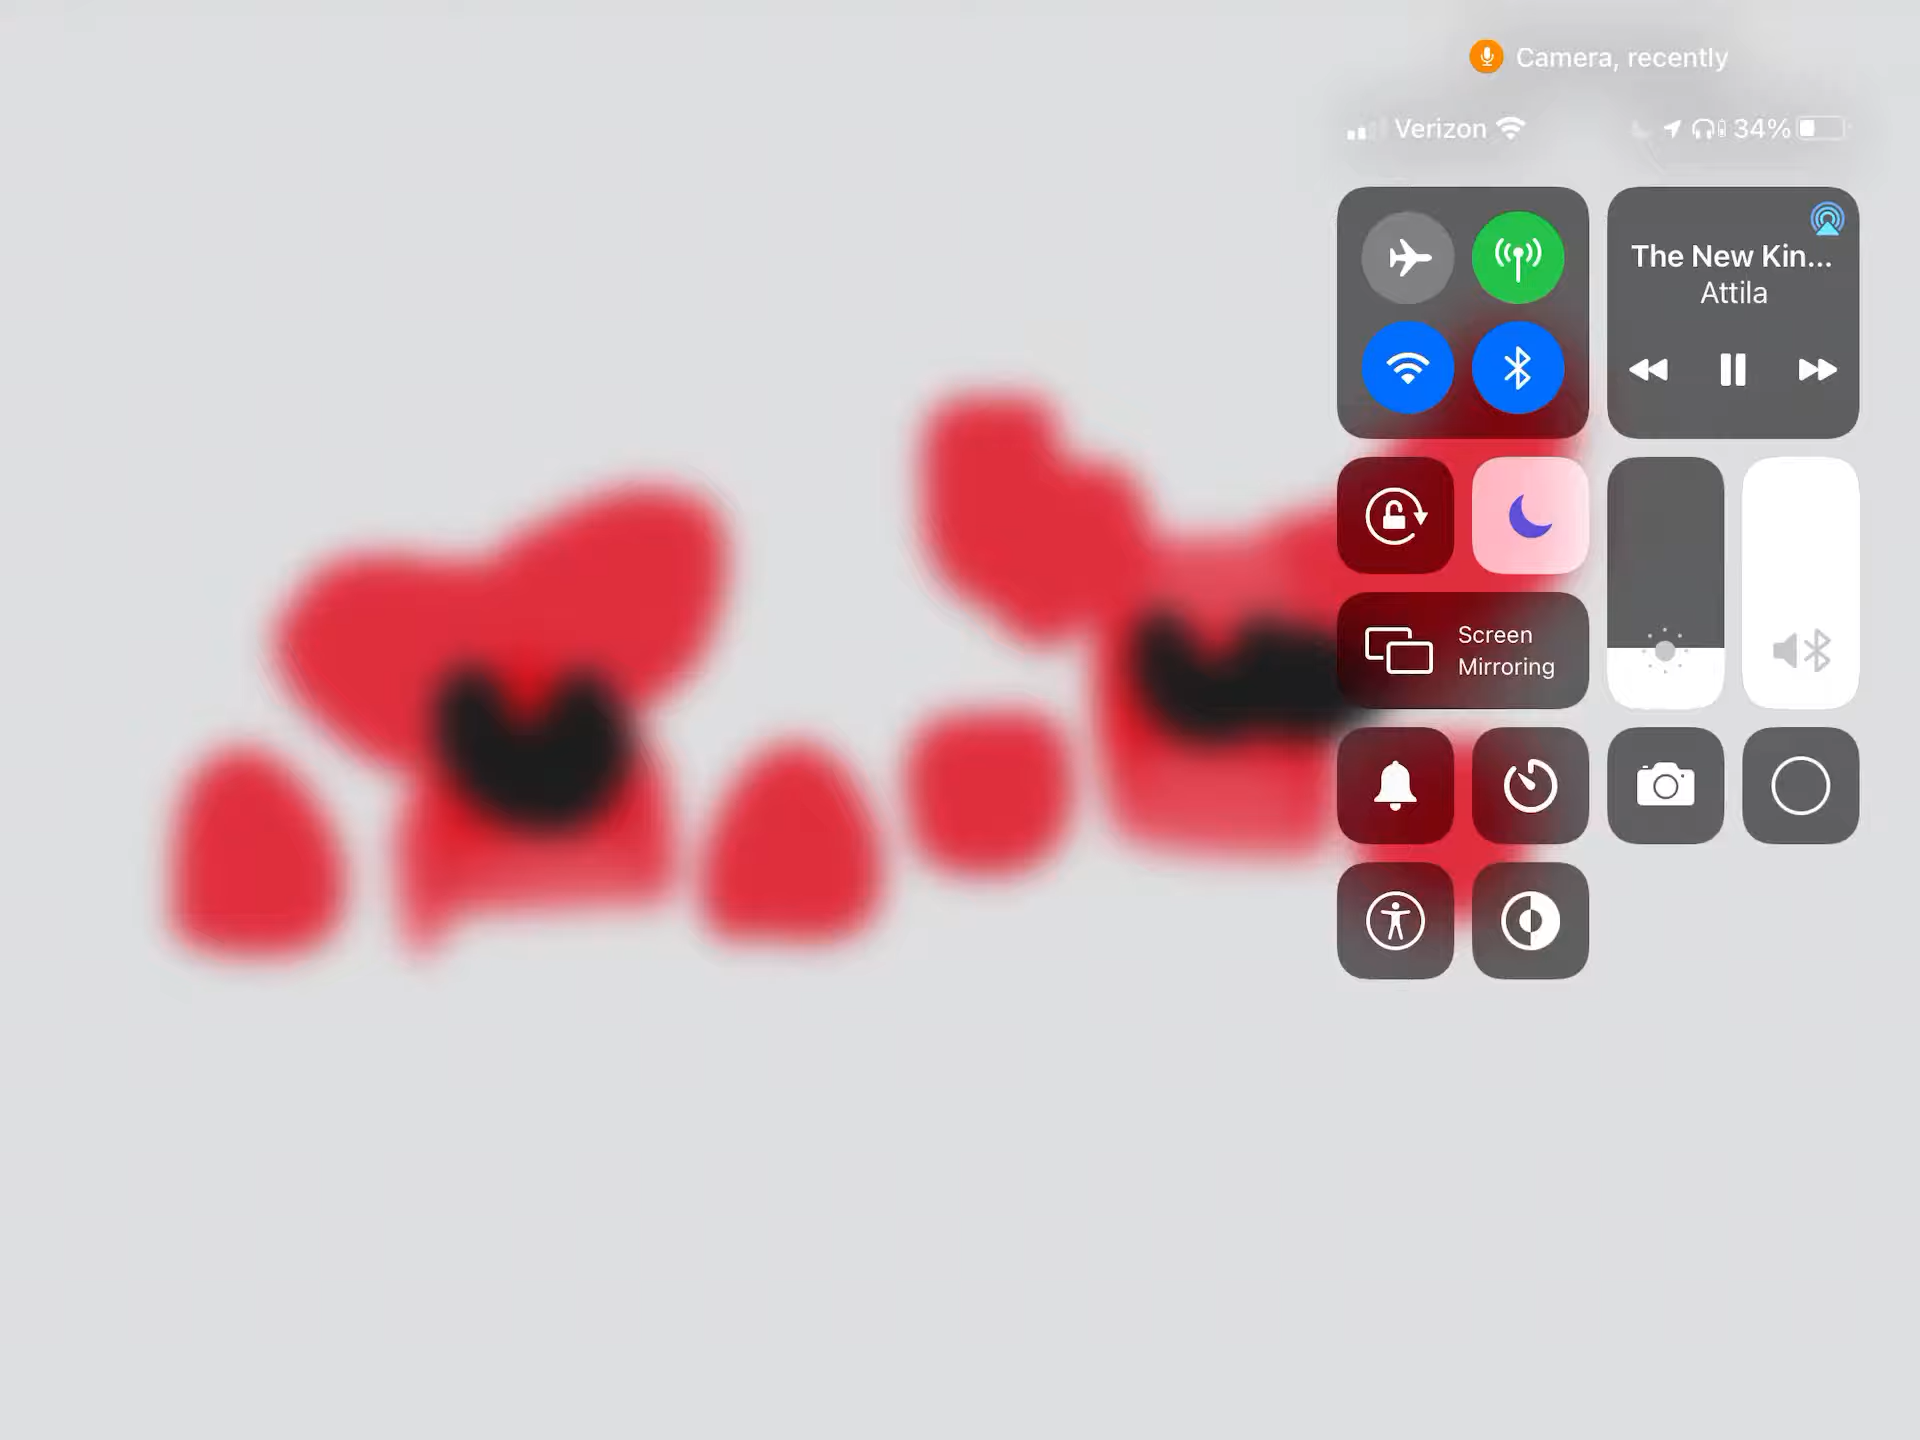 Camera, recently
Verizon
34%
The New Kin...
Attila
Screen
Mirroring